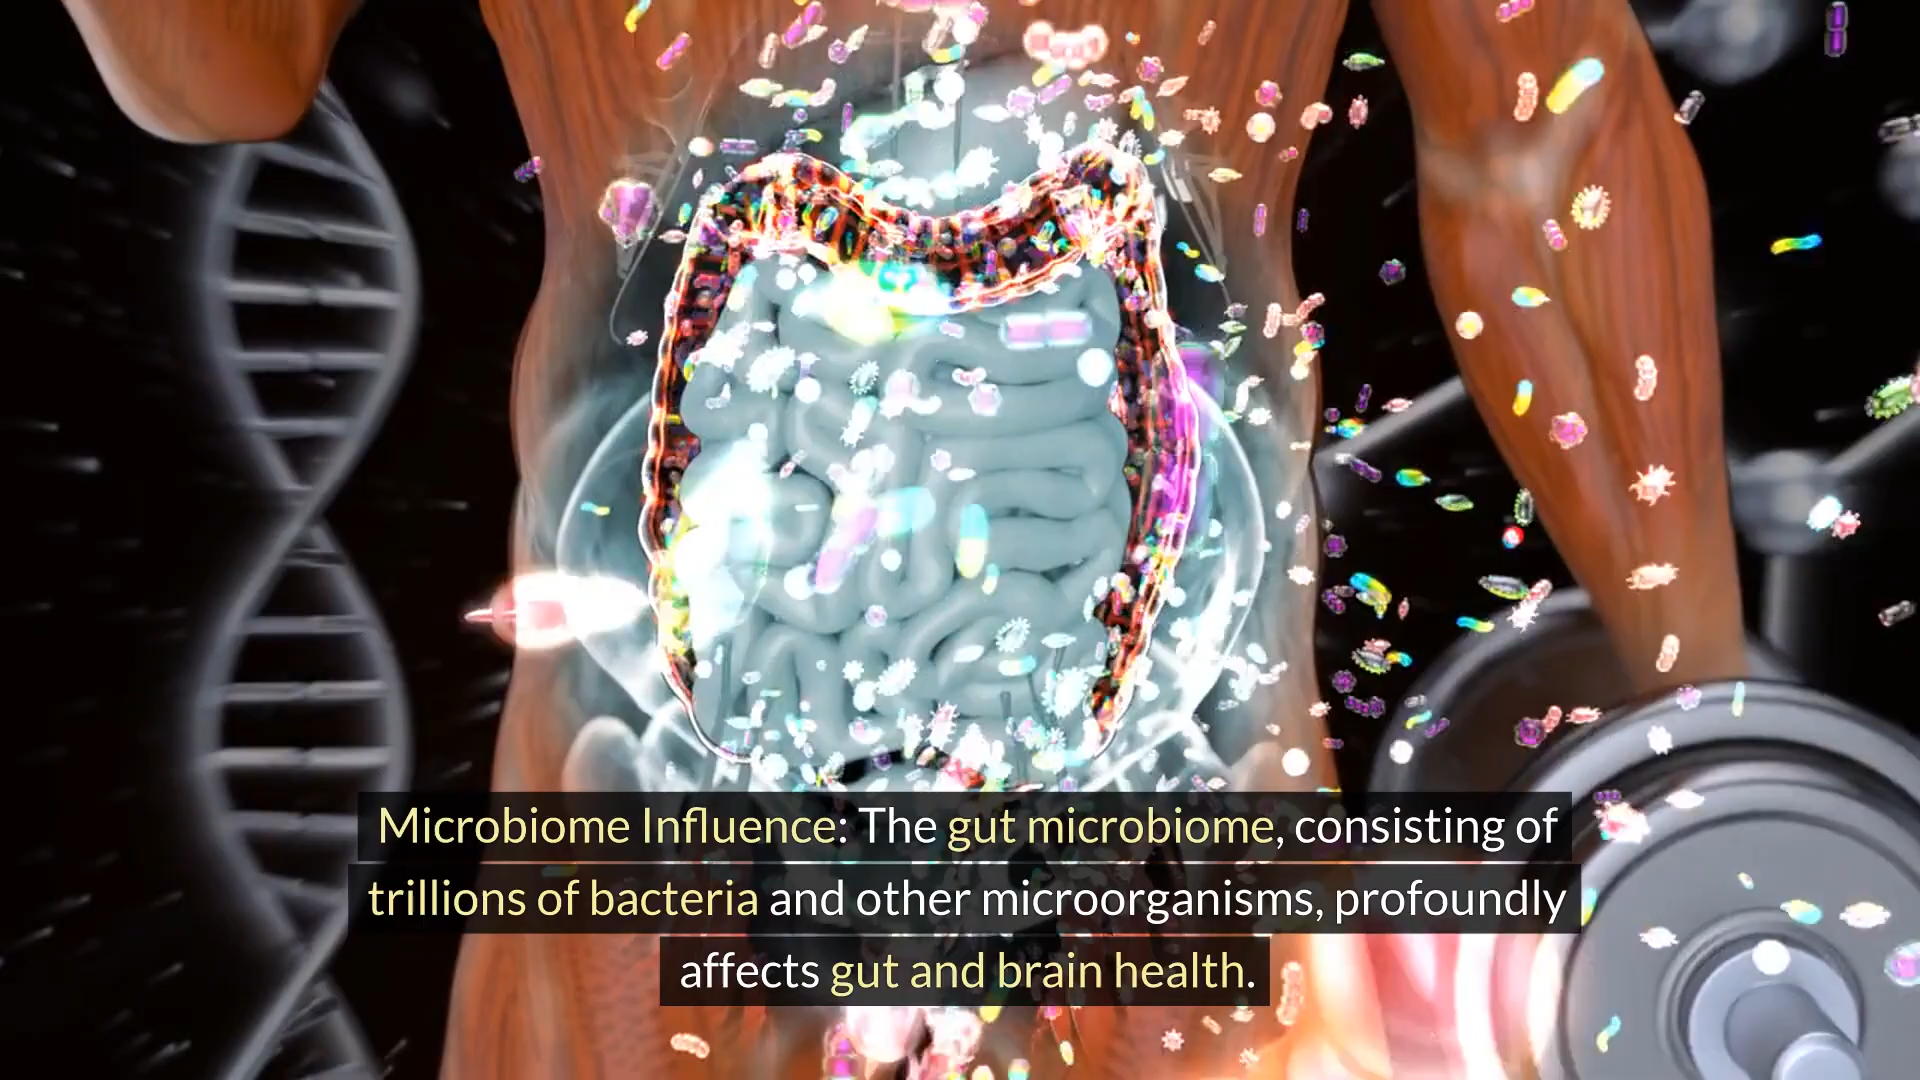 Microbiome Influence: The gut microbiome, consisting of
trillions of bacteria and other microorganisms, profoundly
affects gut and brain health.